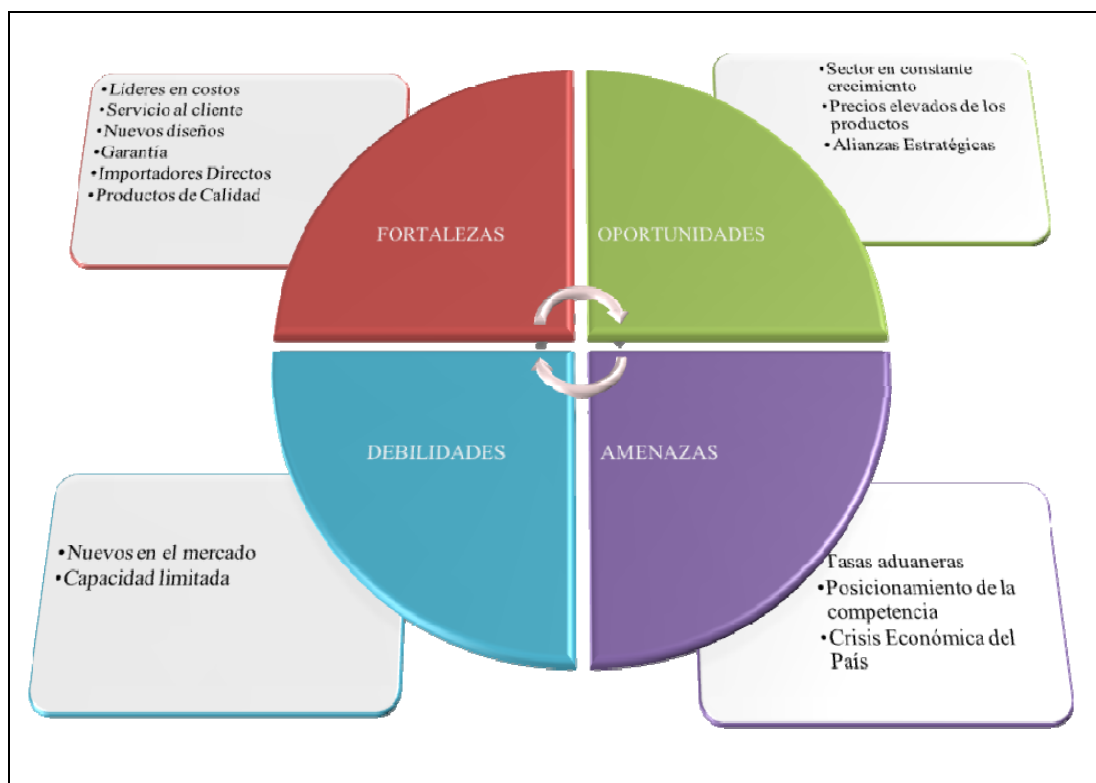 •Líderes en costos
•Servicio al cliente
•Nuevos diseños
•Garantía
•Importadores Directos
•Productos de Calidad
•Sector en constante
crecimiento
•Precios elevados de los
productos
•Alianzas Estratégicas
FORTALEZAS
OPORTUNIDADES
DEBILIDADES
AMENAZAS
•Nuevos en el mercado
•Capacidad limitada
Tasas aduaneras
•Posicionamiento de la
competencia
•Crisis Económica del
País